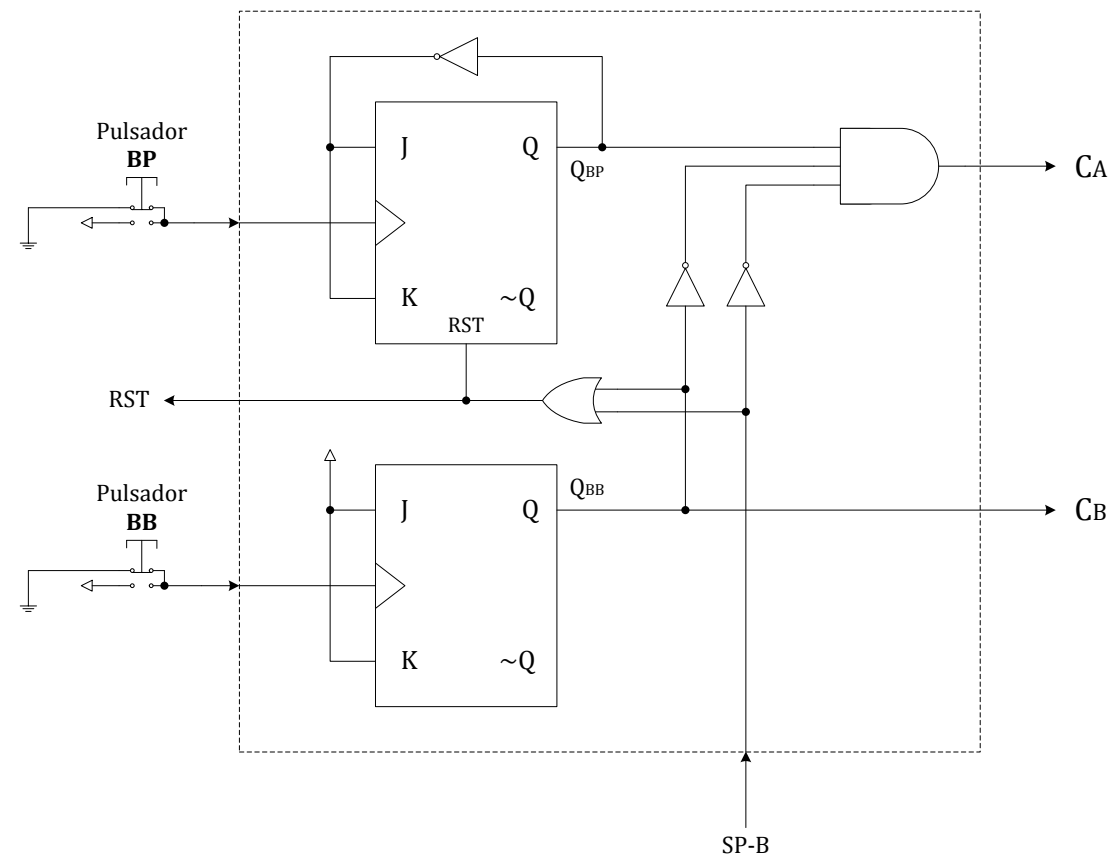 Pulsador
BP
J
Q
QBP
CA
K
~Q
RST
RST
Pulsador
BB
J
Q
QBB
CB
K
~Q
SP-B